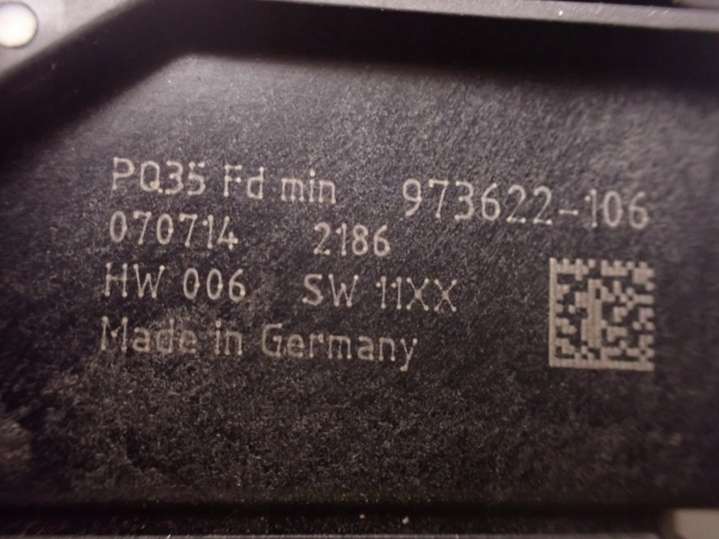 PQ35 Fd min 973622-106
070714 2186
HW 006 SW 11XX
Made in Germany